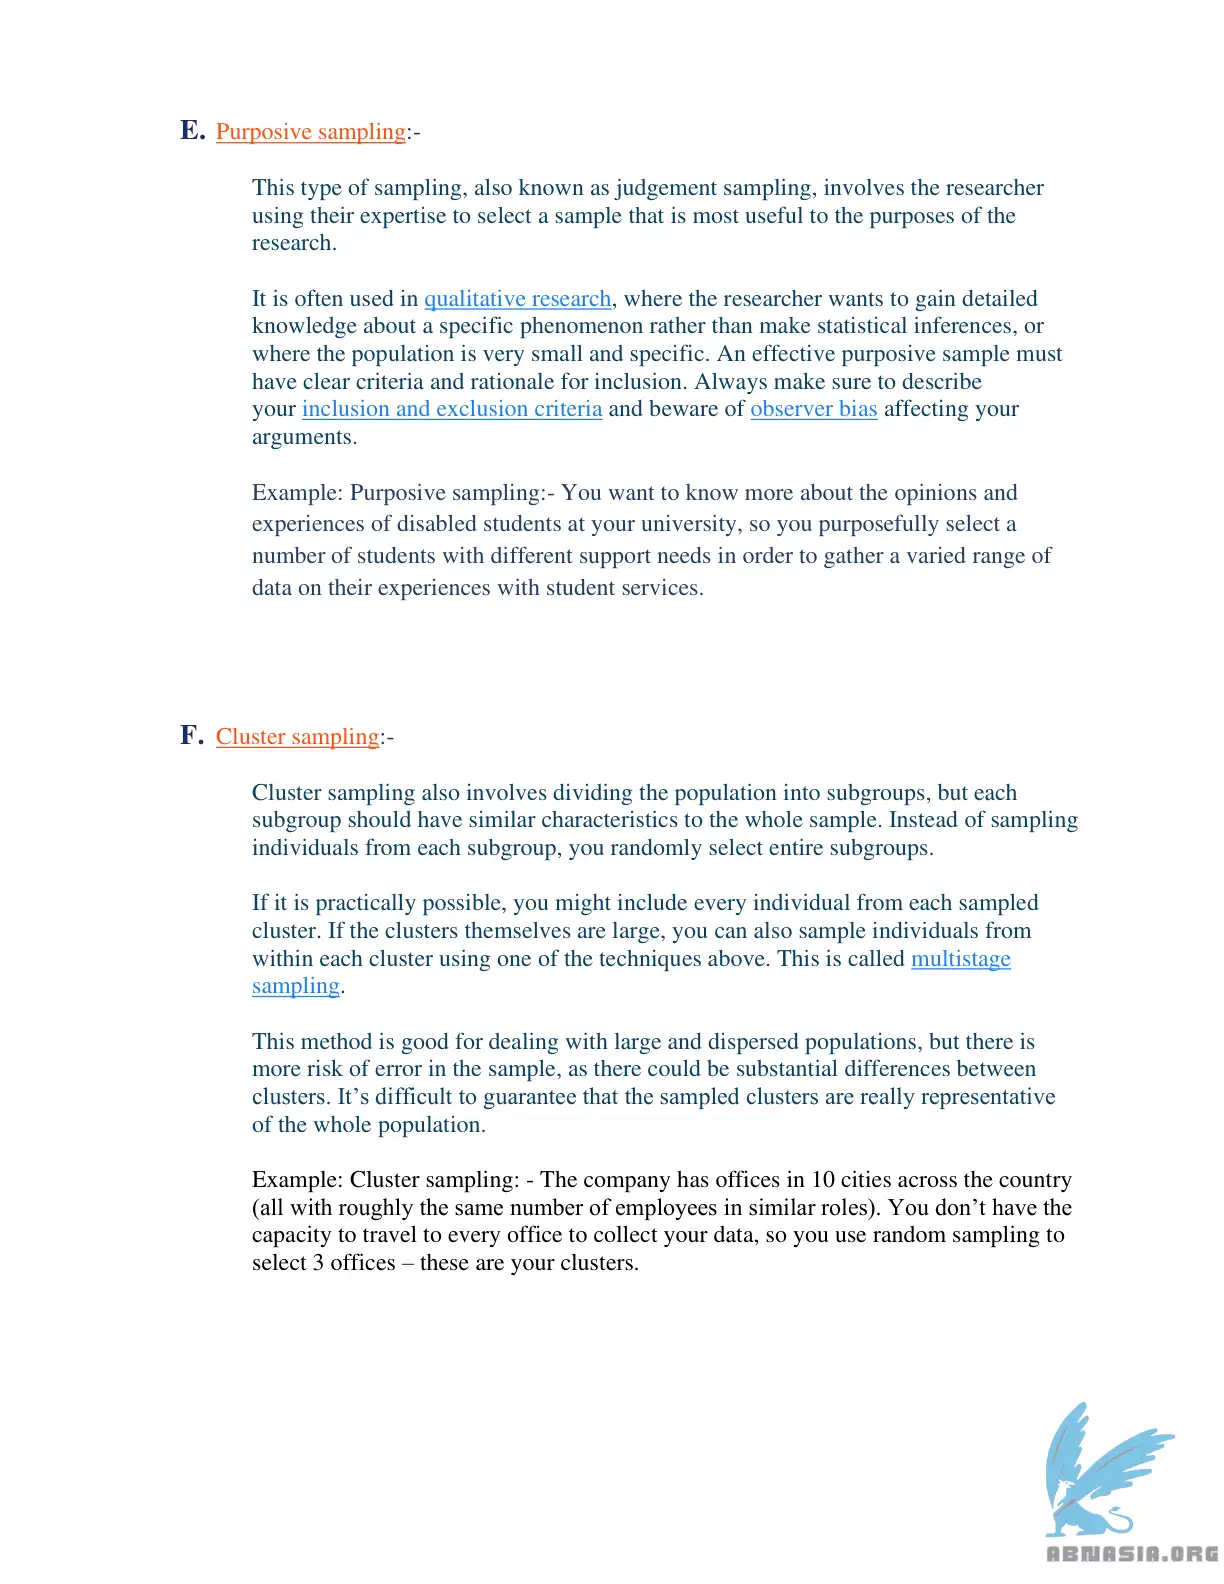 E. Purposive sampling:-
This type of sampling, also known as judgement sampling, involves the researcher
using their expertise to select a sample that is most useful to the purposes of the
research.
It is often used in qualitative research, where the researcher wants to gain detailed
knowledge about a specific phenomenon rather than make statistical inferences, or
where the population is very small and specific. An effective purposive sample must
have clear criteria and rationale for inclusion. Always make sure to describe
your inclusion and exclusion criteria and beware of observer bias affecting your
arguments.
Example: Purposive sampling:- You want to know more about the opinions and
experiences of disabled students at your university, so you purposefully select a
number of students with different support needs in order to gather a varied range of
data on their experiences with student services.
F. Cluster sampling:-
Cluster sampling also involves dividing the population into subgroups, but each
subgroup should have similar characteristics to the whole sample. Instead of sampling
individuals from each subgroup, you randomly select entire subgroups.
If it is practically possible, you might include every individual from each sampled
cluster. If the clusters themselves are large, you can also sample individuals from
within each cluster using one of the techniques above. This is called multistage
sampling.
This method is good for dealing with large and dispersed populations, but there is
more risk of error in the sample, as there could be substantial differences between
clusters. It’s difficult to guarantee that the sampled clusters are really representative
of the whole population.
Example: Cluster sampling: - The company has offices in 10 cities across the country
(all with roughly the same number of employees in similar roles). You don’t have the
capacity to travel to every office to collect your data, so you use random sampling to
select 3 offices – these are your clusters.
ABNASIA.ORG